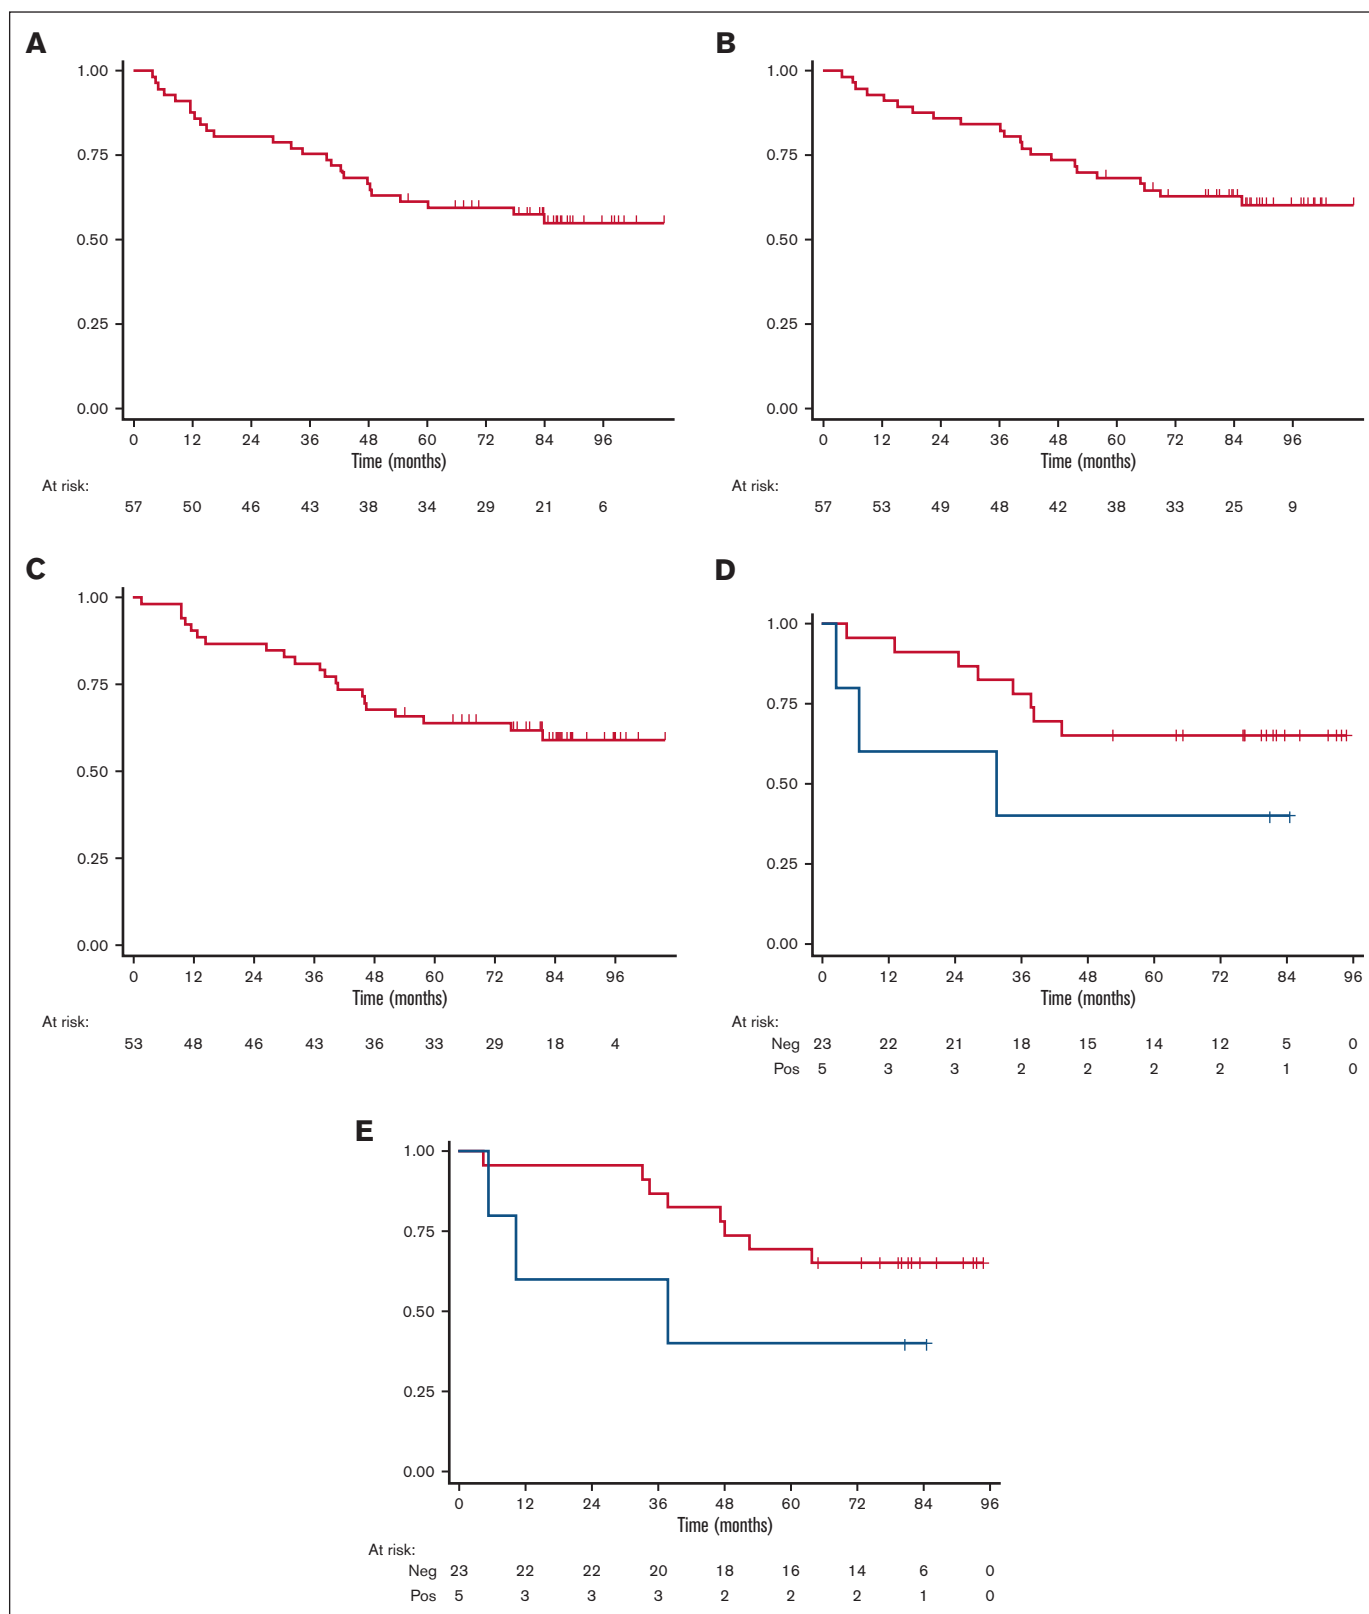 A
1.00
0.75
0.50
0.25
0.00
0 12 24 36 48 60 72 84 96
Time (months)
At risk:
57 50 46 43 38 34 29 21 6
B
1.00
0.75
0.50
0.25
0.00
0 12 24 36 48 60 72 84 96
Time (months)
At risk:
57 53 49 48 42 38 33 25 9
C
1.00
0.75
0.50
0.25
0.00
0 12 24 36 48 60 72 84 96
Time (months)
At risk:
53 48 46 43 36 33 29 18 4
D
1.00
0.75
0.50
0.25
0.00
0 12 24 36 48 60 72 84 96
Time (months)
At risk:
Neg 23 22 21 18 15 14 12 5 0
Pos 5 3 3 2 2 2 2 1 0
E
1.00
0.75
0.50
0.25
0.00
0 12 24 36 48 60 72 84 96
Time (months)
At risk:
Neg 23 22 22 20 18 16 14 6 0
Pos 5 3 3 3 2 2 2 1 0